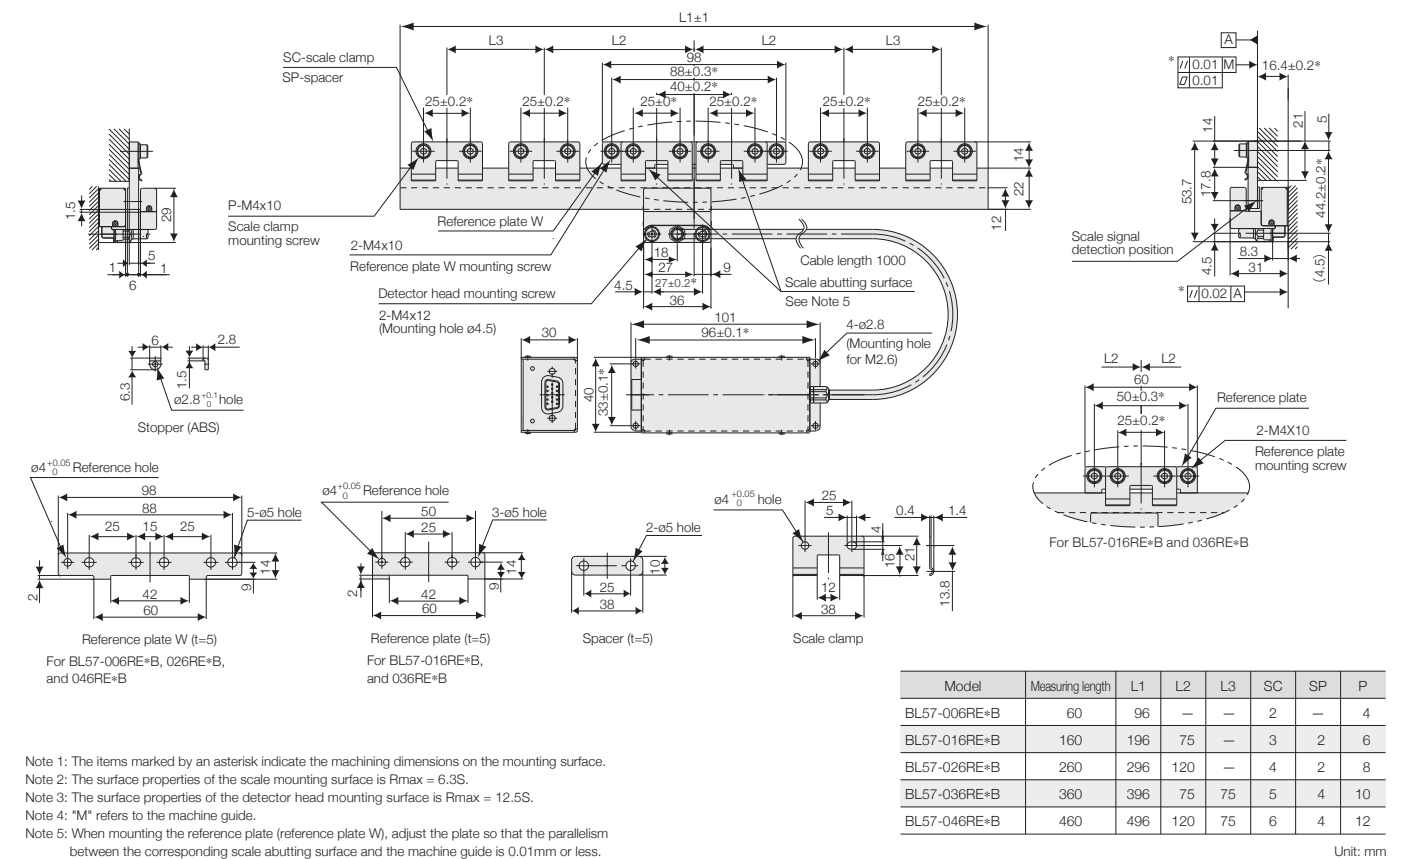 L1±1
L3
L2
L2
L3
98
88±0.3*
40±0.2*
25±0.2*
25±0.2*
25±0*
25±0.2*
25±0.2*
25±0.2*
SC-scale clamp
SP-spacer
P-M4x10
Scale clamp
mounting screw
Reference plate W
2-M4x10
Reference plate W mounting screw
Detector head mounting screw
2-M4x12
(Mounting hole ø4.5)
14
22
12
18
27
9
4.5
27±0.2*
36
Cable length 1000
Scale abutting surface
See Note 5
1.5
29
5
1
1
6
A
* // 0.01 M
⏥ 0.01
16.4±0.2*
5
21
14
17.8
53.7
44.2±0.2*
Scale signal
detection position
8.3
31
4.5
(4.5)
* // 0.02 A
6
2.8
6.3
1.5
ø2.8 +0.1 0 hole
Stopper (ABS)
30
101
96±0.1*
40
33±0.1*
4-ø2.8
(Mounting hole
for M2.6)
L2
L2
60
50±0.3*
25±0.2*
Reference plate
2-M4X10
Reference plate
mounting screw
For BL57-016RE*B and 036RE*B
ø4 +0.05 0 Reference hole
98
88
25
15
25
5-ø5 hole
14
9
2
42
60
Reference plate W (t=5)
For BL57-006RE*B, 026RE*B,
and 046RE*B
ø4 +0.05 0 Reference hole
50
25
3-ø5 hole
14
9
2
42
60
Reference plate (t=5)
For BL57-016RE*B,
and 036RE*B
2-ø5 hole
10
25
38
Spacer (t=5)
ø4 +0.05 0 hole
25
5
4
16
21
12
38
0.4
1.4
13.8
Scale clamp
Model Measuring length L1 L2 L3 SC SP P
BL57-006RE*B 60 96 — — 2 — 4
BL57-016RE*B 160 196 75 — 3 2 6
BL57-026RE*B 260 296 120 — 4 2 8
BL57-036RE*B 360 396 75 75 5 4 10
BL57-046RE*B 460 496 120 75 6 4 12
Unit: mm
Note 1: The items marked by an asterisk indicate the machining dimensions on the mounting surface.
Note 2: The surface properties of the scale mounting surface is Rmax = 6.3S.
Note 3: The surface properties of the detector head mounting surface is Rmax = 12.5S.
Note 4: "M" refers to the machine guide.
Note 5: When mounting the reference plate (reference plate W), adjust the plate so that the parallelism
between the corresponding scale abutting surface and the machine guide is 0.01mm or less.